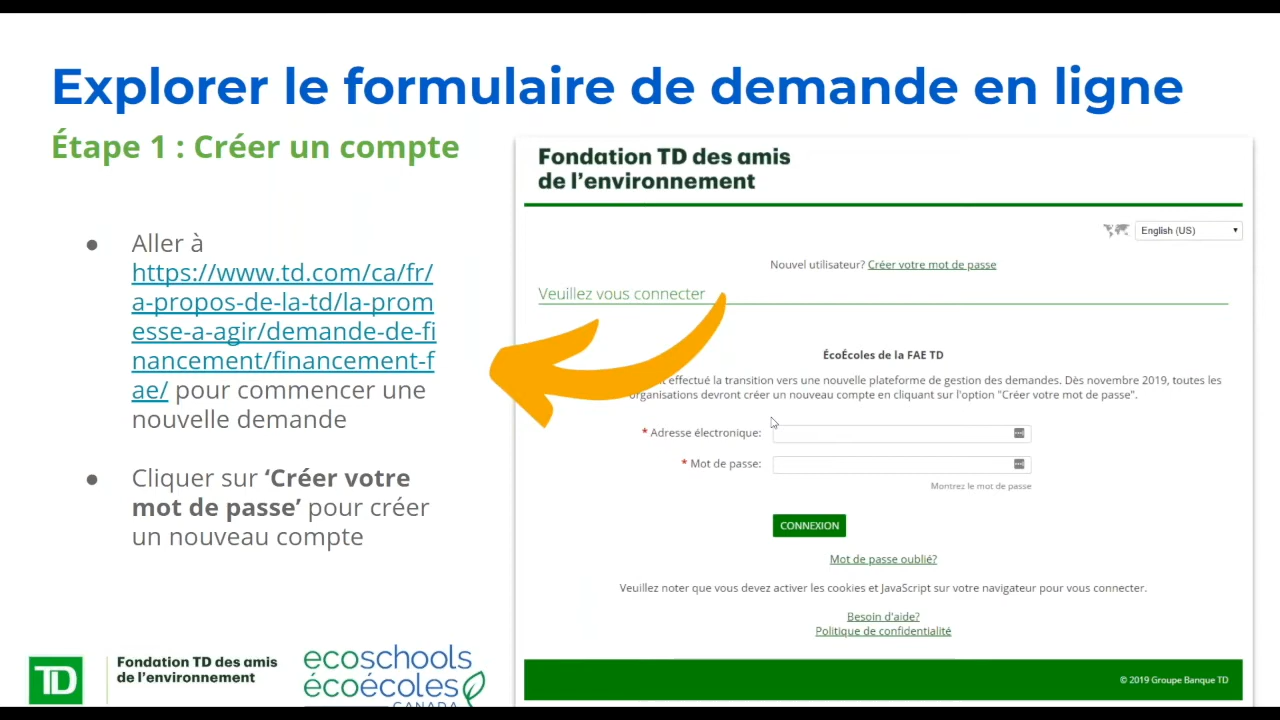 Explorer le formulaire de demande en ligne
Étape 1 : Créer un compte
● Aller à
https://www.td.com/ca/fr/
a-propos-de-la-td/la-prom
esse-a-agir/demande-de-fi
nancement/financement-f
ae/ pour commencer une
nouvelle demande
● Cliquer sur ‘Créer votre
mot de passe’ pour créer
un nouveau compte
Fondation TD des amis
de l’environnement
English (US)
Nouvel utilisateur? Créer votre mot de passe
Veuillez vous connecter
ÉcoÉcoles de la FAE TD
effectué la transition vers une nouvelle plateforme de gestion des demandes. Dès novembre 2019, toutes les
organisations devront créer un nouveau compte en cliquant sur l'option "Créer votre mot de passe".
* Adresse électronique:
* Mot de passe:
Montrez le mot de passe
CONNEXION
Mot de passe oublié?
Veuillez noter que vous devez activer les cookies et JavaScript sur votre navigateur pour vous connecter.
Besoin d'aide?
Politique de confidentialité
© 2019 Groupe Banque TD
TD
Fondation TD des amis
de l’environnement
ecoschools
écoécoles
CANADA